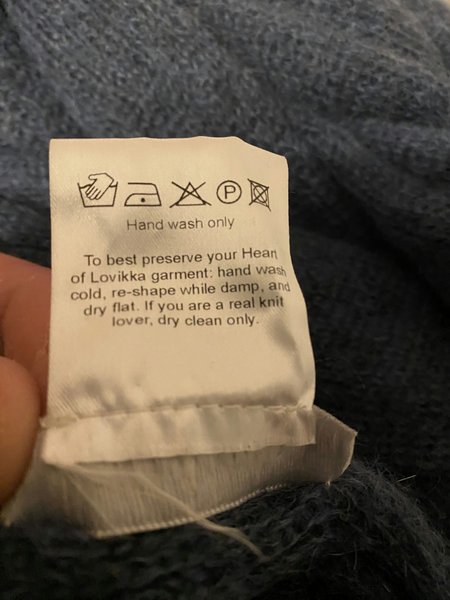 P
Hand wash only
To best preserve your Heart
of Lovikka garment: hand wash
cold, re-shape while damp, and
dry flat. If you are a real knit
lover, dry clean only.